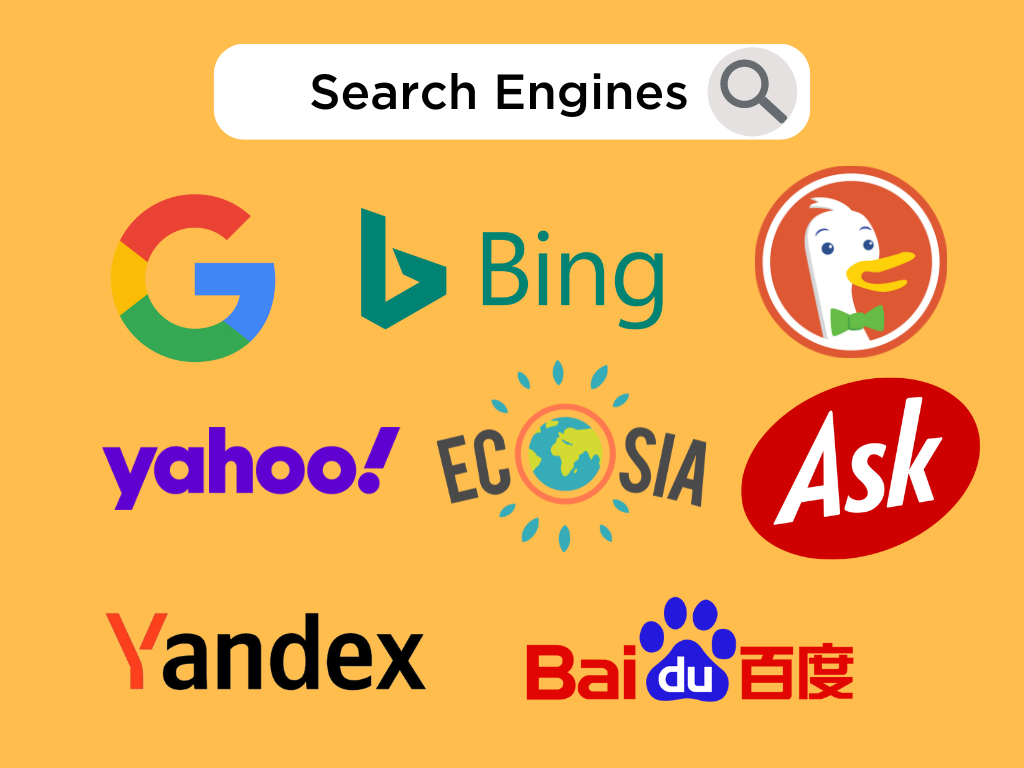 Search Engines
G
Bing
yahoo!
ECOSIA
Ask
Yandex
Baidu百度